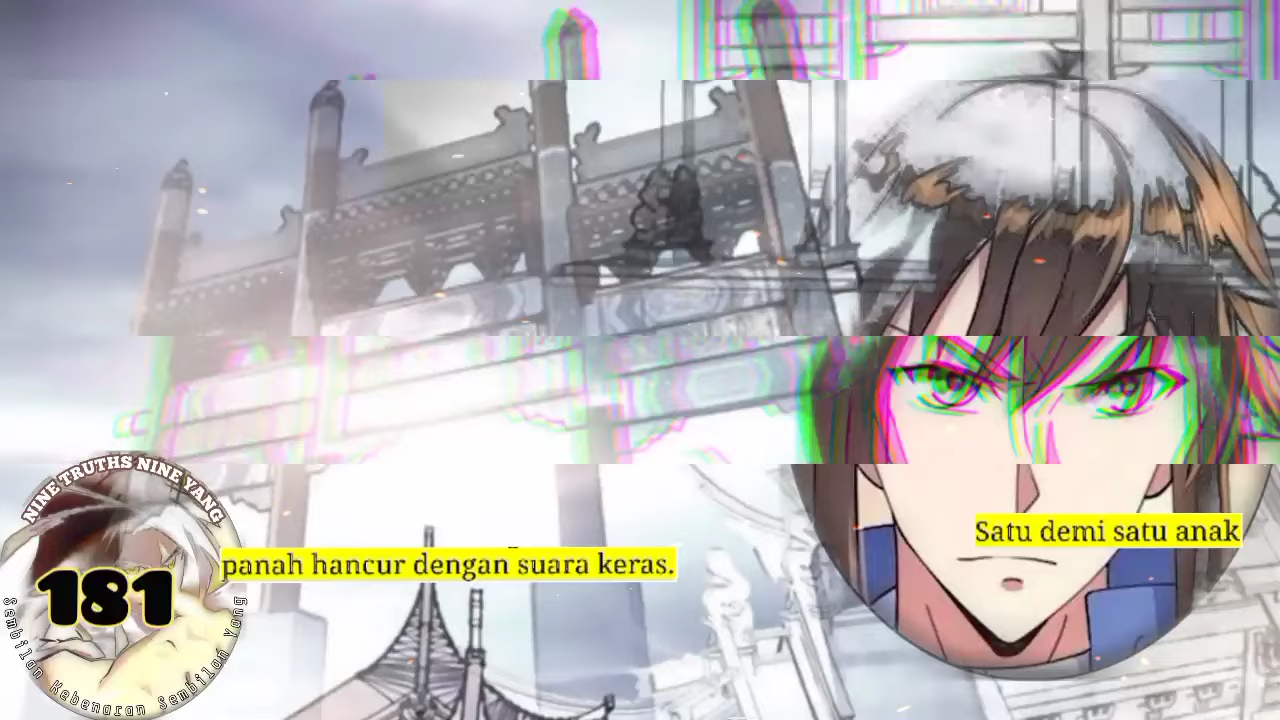 Satu demi satu anak
panah hancur dengan suara keras.
NINE TRUTHS NINE YANG
181
Sembilan Kebenaran Sembilan Yang